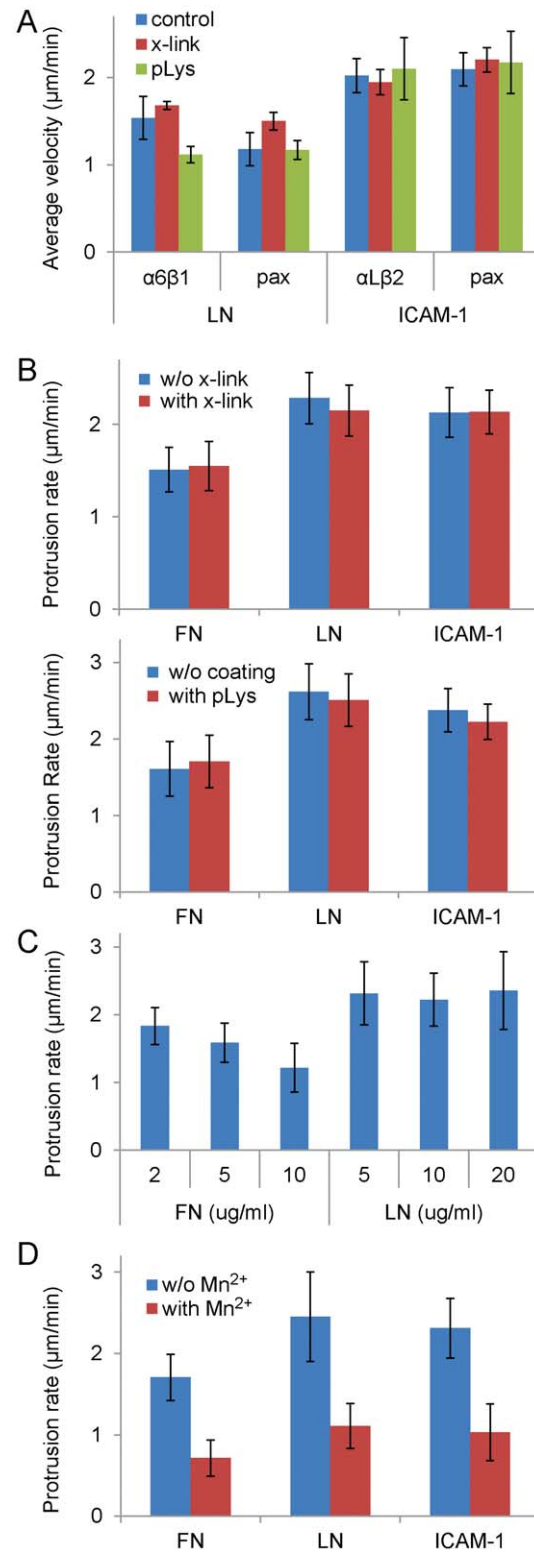 A
control
x-link
pLys
Average velocity (µm/min)
2
1
0
α6β1 pax αLβ2 pax
LN ICAM-1
B
w/o x-link
with x-link
Protrusion rate (µm/min)
2
1
0
FN LN ICAM-1
w/o coating
with pLys
Protrusion Rate (µm/min)
3
2
1
0
FN LN ICAM-1
C
Protrusion rate (µm/min)
3
2
1
0
2 5 10 5 10 20
FN (ug/ml) LN (ug/ml)
D
w/o Mn²⁺
with Mn²⁺
Protrusion rate (µm/min)
3
2
1
0
FN LN ICAM-1